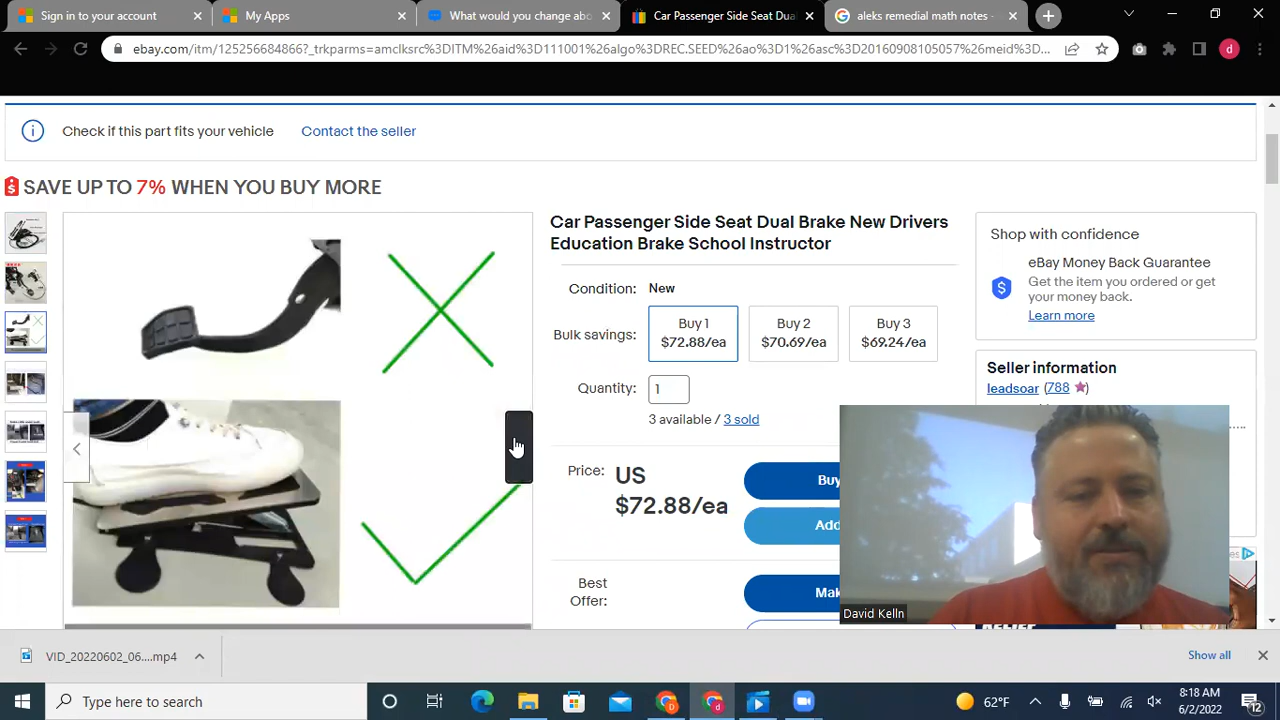 Sign in to your account
My Apps
What would you change abo
Car Passenger Side Seat Dua
aleks remedial math notes -
ebay.com/itm/125256684866?_trkparms=amclksrc%3DITM%26aid%3D111001%26algo%3DREC.SEED%26ao%3D1%26asc%3D20160908105057%26meid%3D...
d
Check if this part fits your vehicle Contact the seller
SAVE UP TO 7% WHEN YOU BUY MORE
Car Passenger Side Seat Dual Brake New Drivers
Education Brake School Instructor
Condition: New
Bulk savings:
Buy 1
$72.88/ea
Buy 2
$70.69/ea
Buy 3
$69.24/ea
Quantity: 1
3 available / 3 sold
Price:
US
$72.88/ea
Buy
Add
Best
Offer:
Mak
Shop with confidence
eBay Money Back Guarantee
Get the item you ordered or get
your money back.
Learn more
Seller information
leadsoar (788)
David Kelln
VID_20220602_06....mp4
Show all
Type here to search
d
62°F
8:18 AM
6/2/2022
12